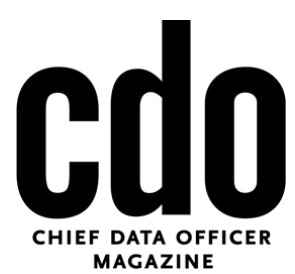 cdo
CHIEF DATA OFFICER
MAGAZINE